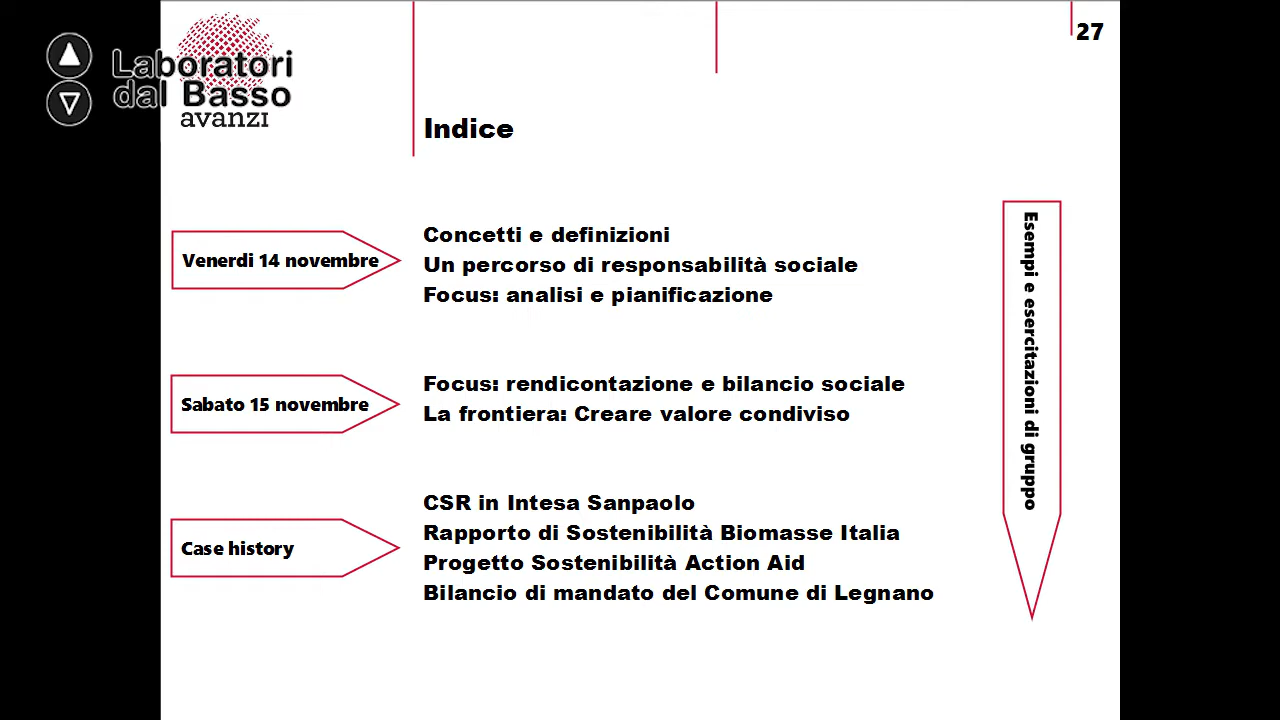 Laboratori
dal Basso
avanzi
27
Indice
Venerdi 14 novembre
Concetti e definizioni
Un percorso di responsabilità sociale
Focus: analisi e pianificazione
Sabato 15 novembre
Focus: rendicontazione e bilancio sociale
La frontiera: Creare valore condiviso
Case history
CSR in Intesa Sanpaolo
Rapporto di Sostenibilità Biomasse Italia
Progetto Sostenibilità Action Aid
Bilancio di mandato del Comune di Legnano
Esempi e esercitazioni di gruppo